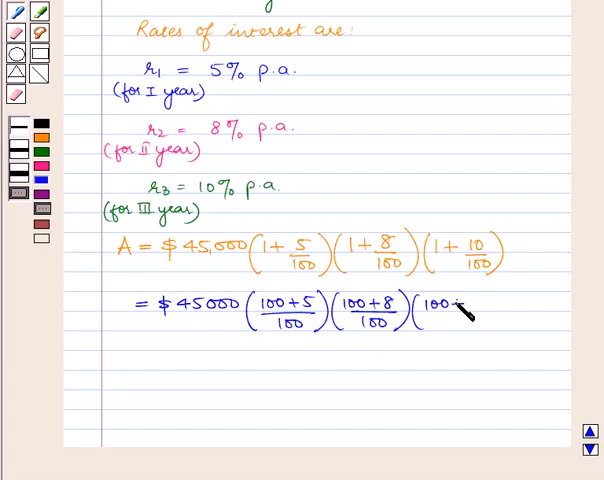 Rates of interest are:
r₁ = 5% p.a.
(for I year)
r₂ = 8% p.a.
(for II year)
r₃ = 10% p.a.
(for III year)
A = $ 45,000 (1 + 5/100) (1 + 8/100) (1 + 10/100)
= $ 45000 ((100 + 5)/100) ((100 + 8)/100) (100